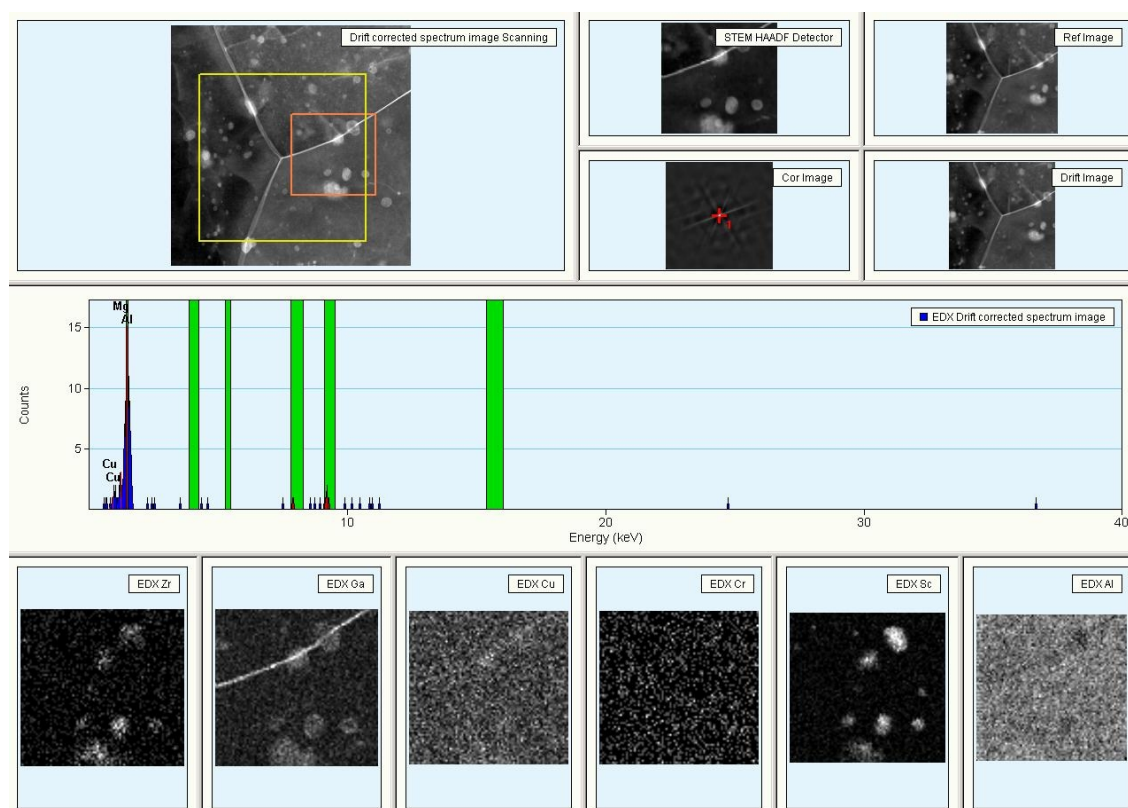 Drift corrected spectrum image Scanning
STEM HAADF Detector
Ref Image
Cor Image
Drift Image
Mg
Al
EDX Drift corrected spectrum image
15
10
5
Counts
Cu
Cu
10
20
30
40
Energy (keV)
EDX Zr
EDX Ga
EDX Cu
EDX Cr
EDX Sc
EDX Al